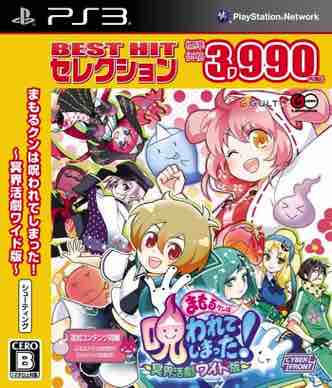 PS3
PlayStation Network
BEST HIT
セレクション
3,990
まもるクンは呪われてしまった!
～冥界活劇ワイド版～
シューティング
G.GULT
まもるクンは
呪われて
しまった!
～冥界活劇ワイド版～
CYBER
FRONT
CERO
B